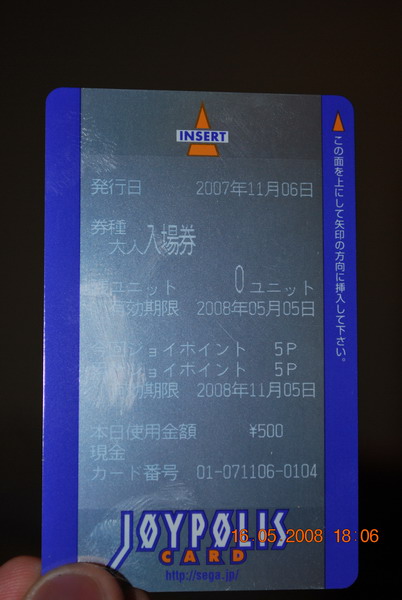 INSERT
発行日 2007年11月06日
券種
大人入場券
ユニット 0ユニット
有効期限 2008年05月05日
ジョイポイント 5P
ジョイポイント 5P
有効期限 2008年11月05日
本日使用金額 ¥500
現金
カード番号 01-071106-0104
JOYPOLIS
CARD
http://sega.jp/
この面を上にして矢印の方向に挿入して下さい。
16.05.2008 18:06